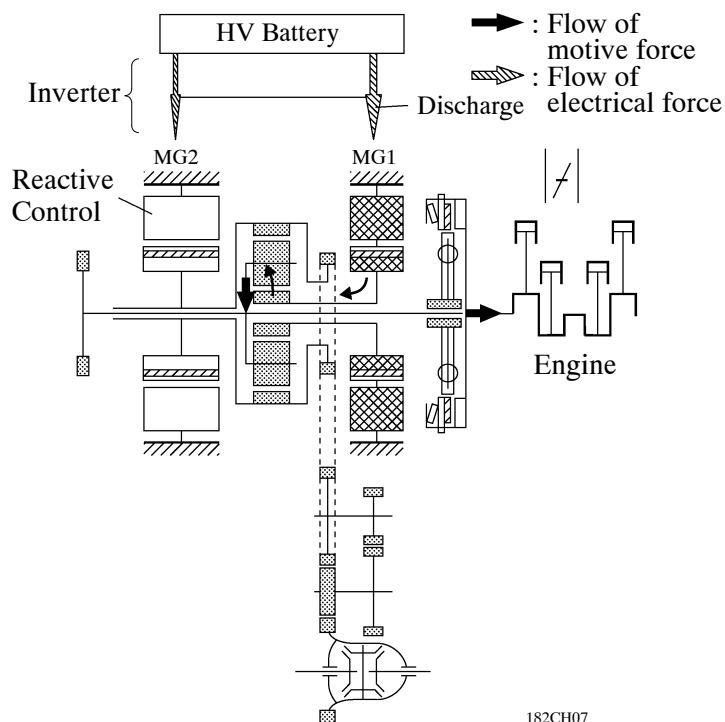 HV Battery
: Flow of
motive force
: Flow of
electrical force
Inverter
Discharge
MG2
MG1
Reactive
Control
Engine
182CH07